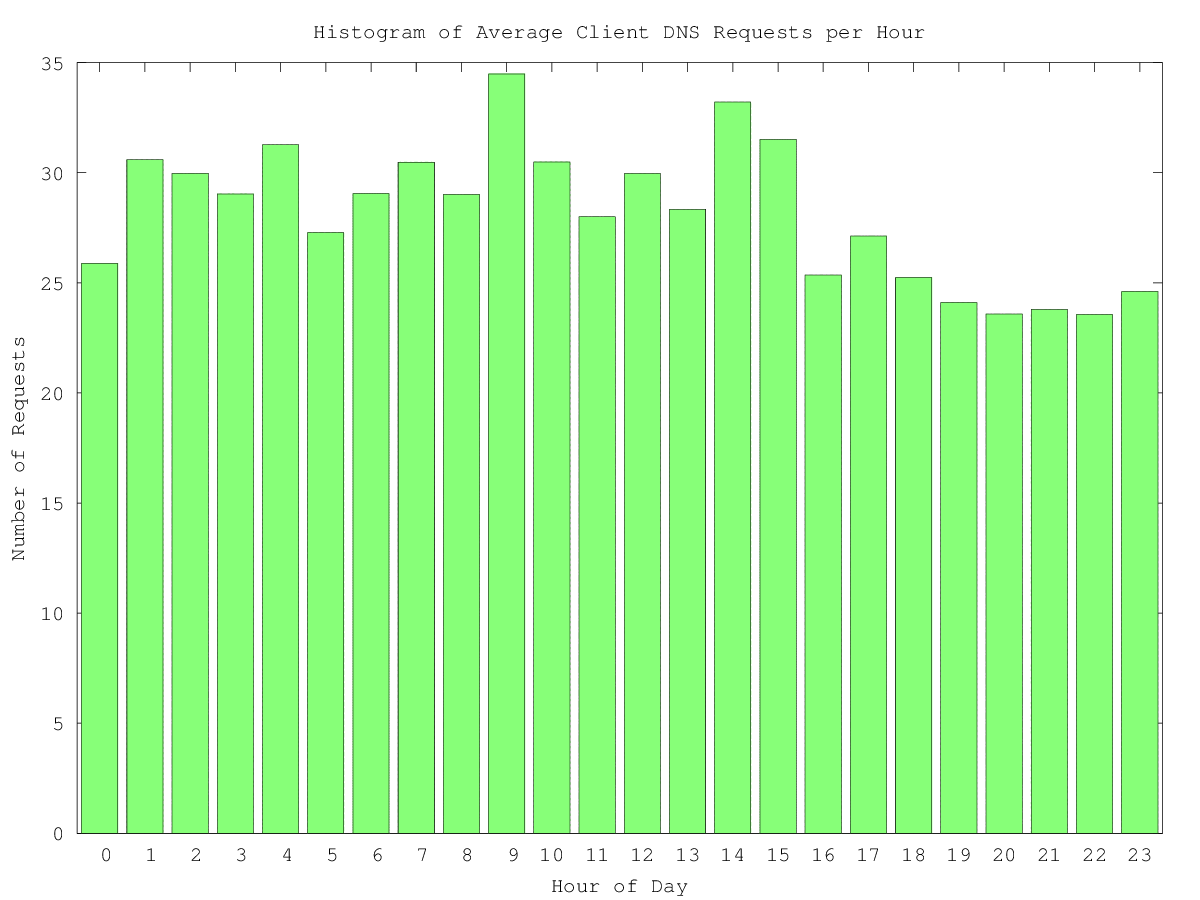 Histogram of Average Client DNS Requests per Hour
35
30
25
20
15
10
5
0
Number of Requests
0 1 2 3 4 5 6 7 8 9 10 11 12 13 14 15 16 17 18 19 20 21 22 23
Hour of Day